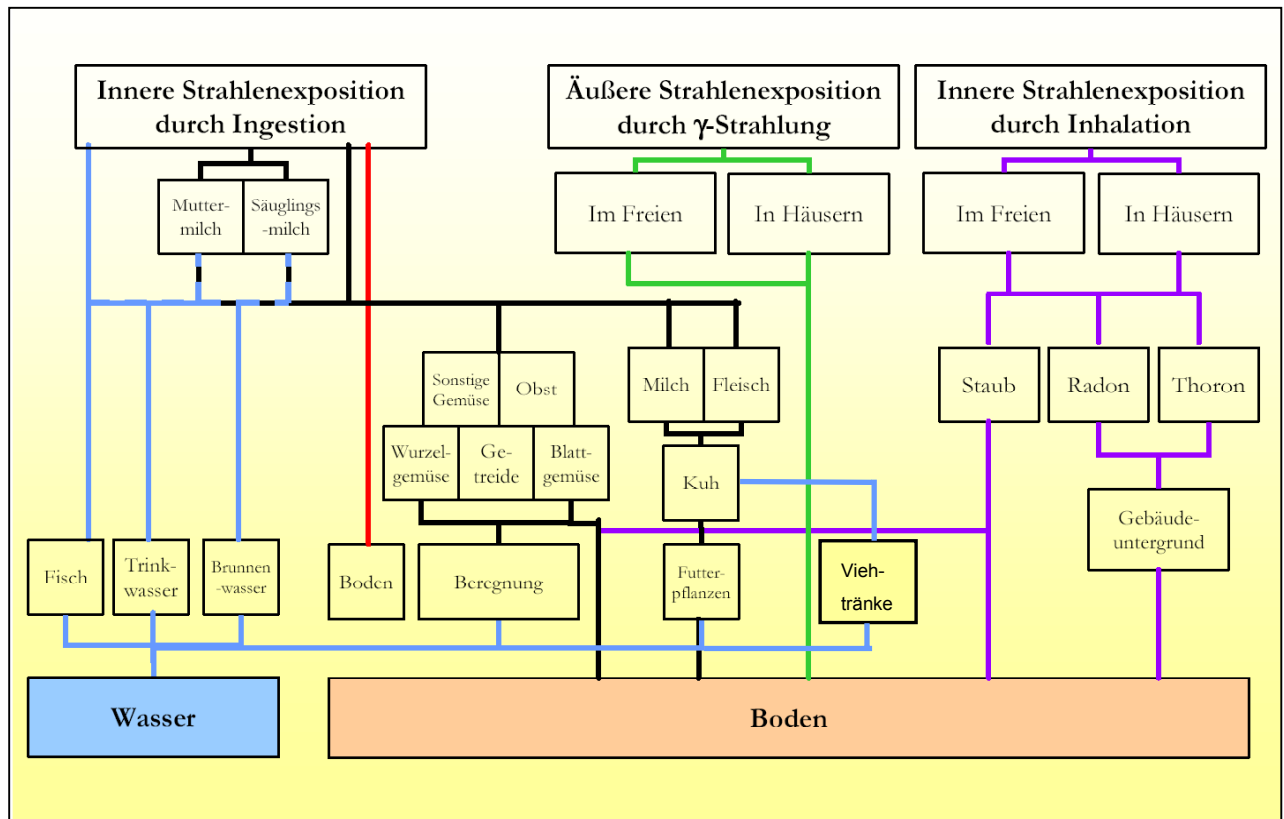 Innere Strahlenexposition
durch Ingestion
Äußere Strahlenexposition
durch γ-Strahlung
Innere Strahlenexposition
durch Inhalation
Mutter-
milch
Säuglings
-milch
Im Freien
In Häusern
Im Freien
In Häusern
Sonstige
Gemüse
Obst
Milch
Fleisch
Staub
Radon
Thoron
Wurzel-
gemüse
Ge-
treide
Blatt-
gemüse
Kuh
Gebäude-
untergrund
Fisch
Trink-
wasser
Brunnen
-wasser
Boden
Beregnung
Futter-
pflanzen
Vieh-
tränke
Wasser
Boden